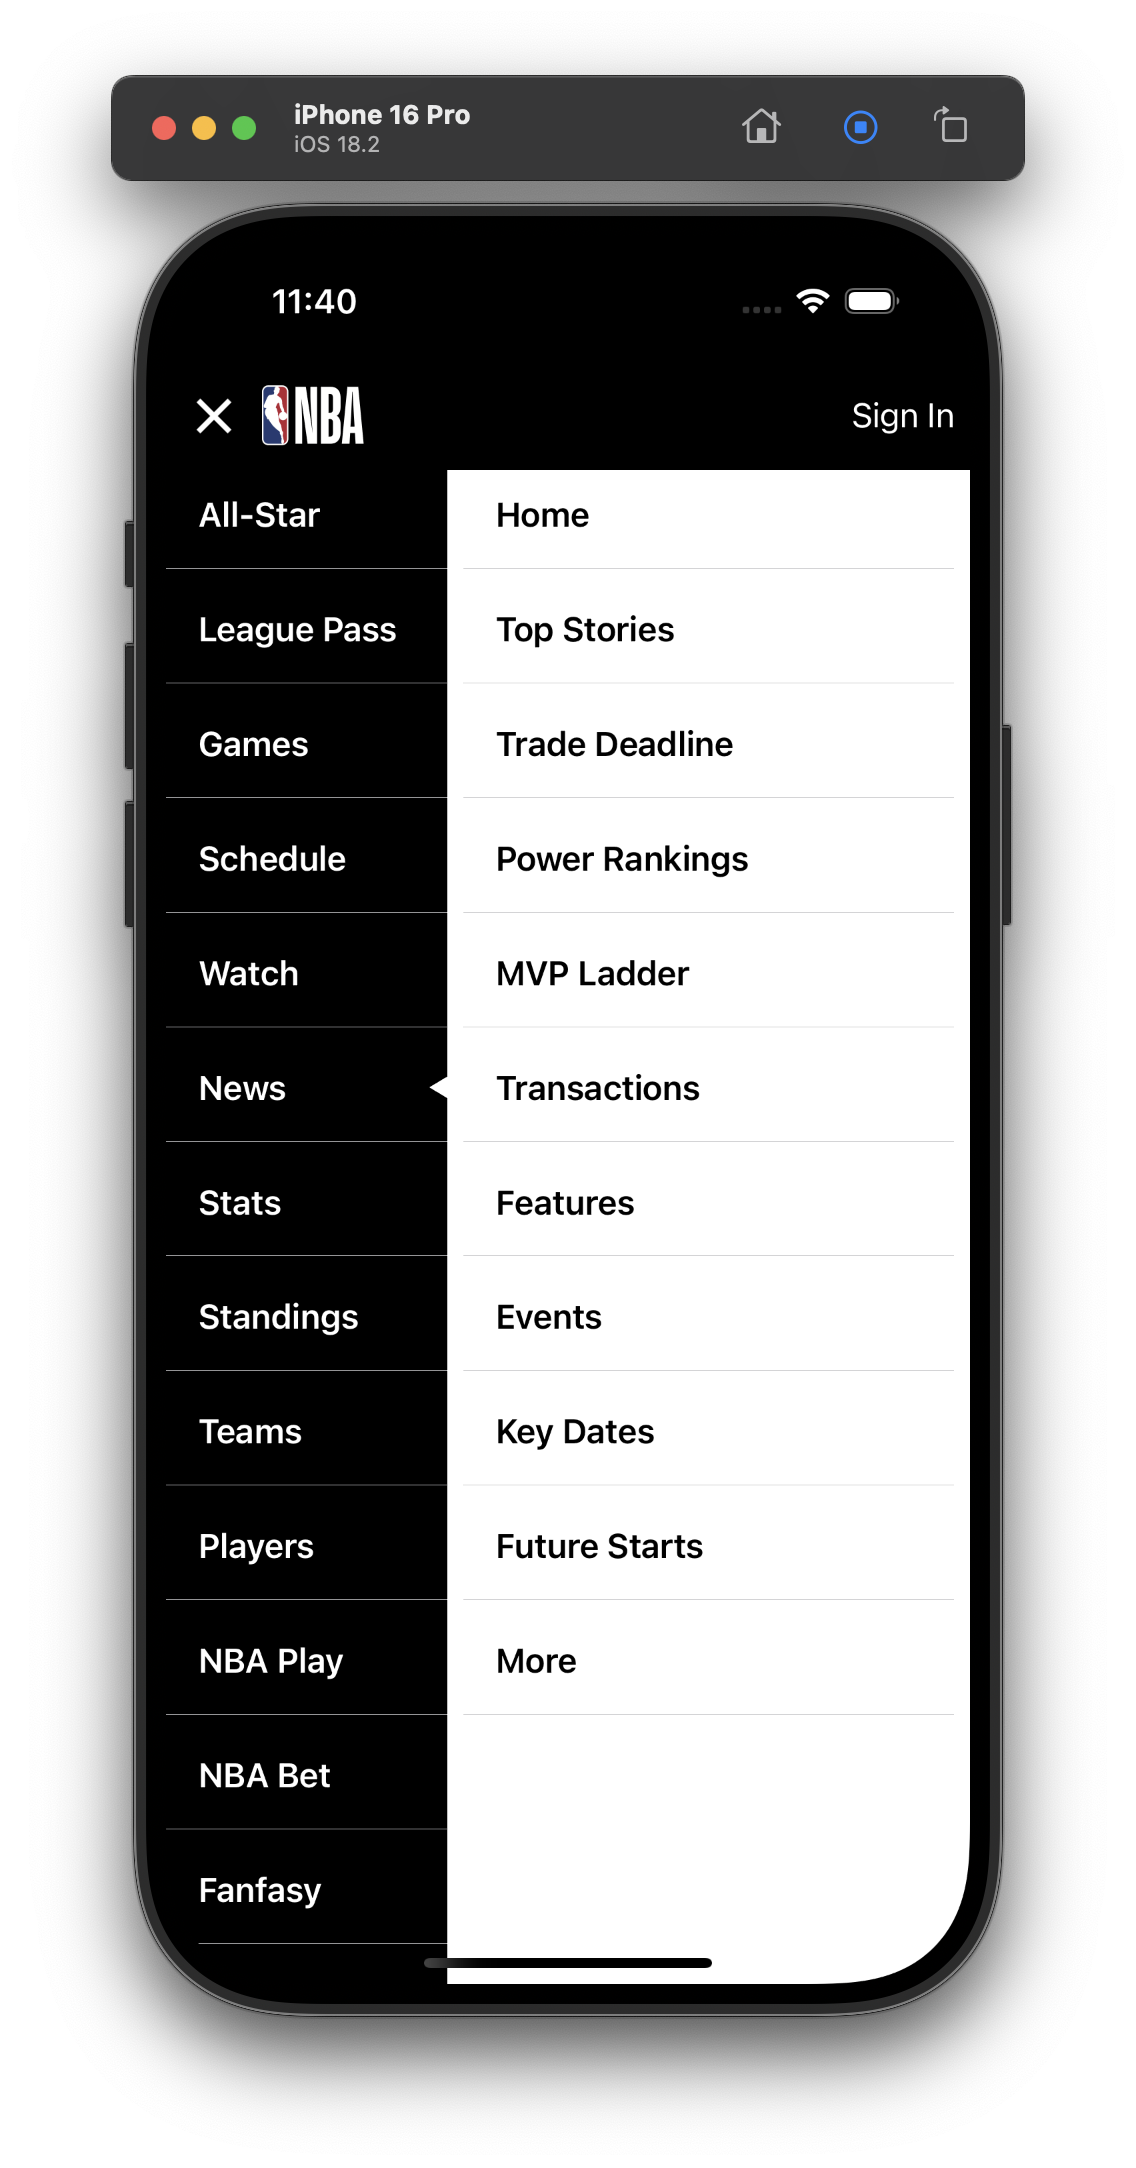 iPhone 16 Pro
iOS 18.2
11:40
NBA
Sign In
All-Star
League Pass
Games
Schedule
Watch
News
Stats
Standings
Teams
Players
NBA Play
NBA Bet
Fanfasy
Home
Top Stories
Trade Deadline
Power Rankings
MVP Ladder
Transactions
Features
Events
Key Dates
Future Starts
More